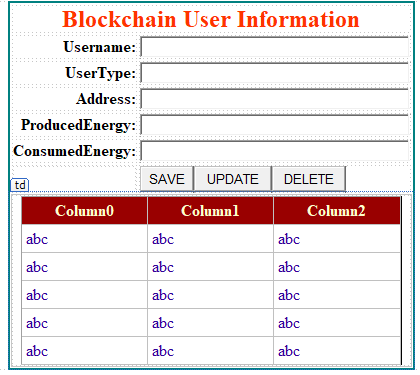 Blockchain User Information
Username:
UserType:
Address:
ProducedEnergy:
ConsumedEnergy:
SAVE UPDATE DELETE
td
Column0 Column1 Column2
abc abc abc
abc abc abc
abc abc abc
abc abc abc
abc abc abc